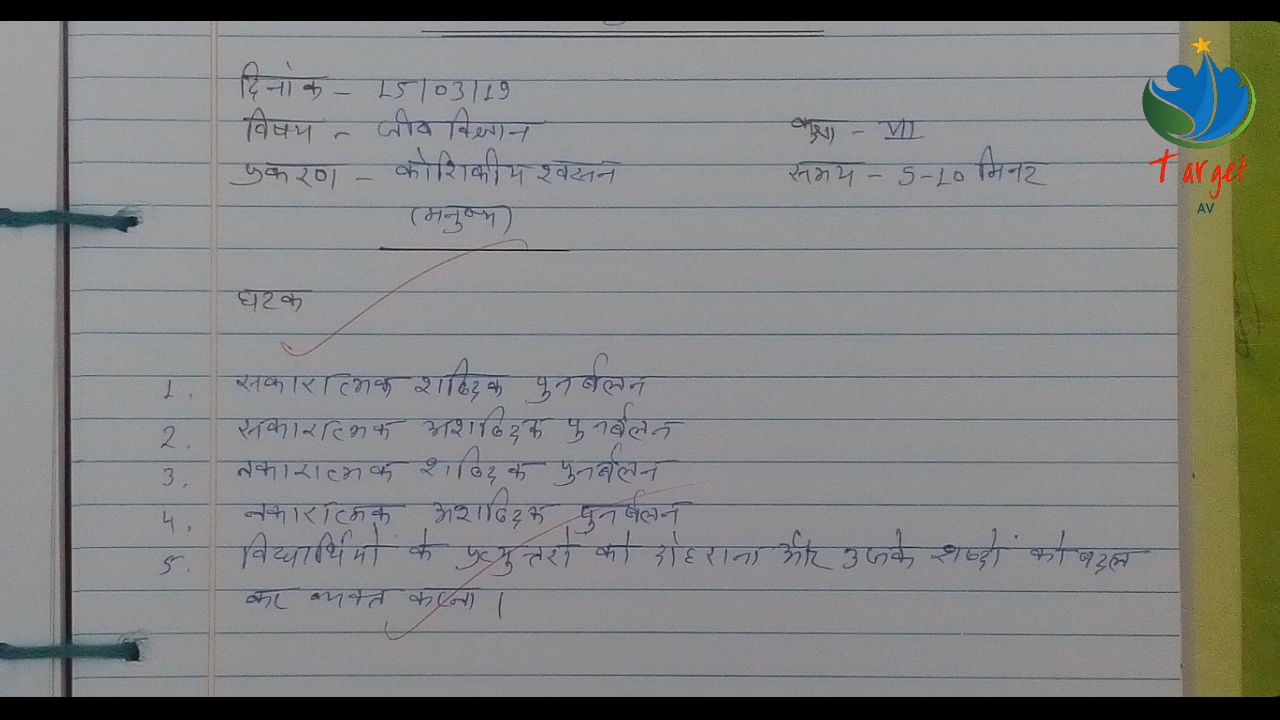 दिनांक - 15/03/19
विषय - जीव विज्ञान
कक्षा - VII
प्रकरण - कोशिकीय श्वसन
समय - 5-10 मिनट
(मनुष्य)
घटक
1. सकारात्मक शाब्दिक पुनर्बलन
2. सकारात्मक अशाब्दिक पुनर्बलन
3. नकारात्मक शाब्दिक पुनर्बलन
4. नकारात्मक अशाब्दिक पुनर्बलन
5. विद्यार्थियों के प्रत्युत्तरों को दोहराना और उनके शब्दों को बदल
कर व्यक्त करना ।
Target
AV